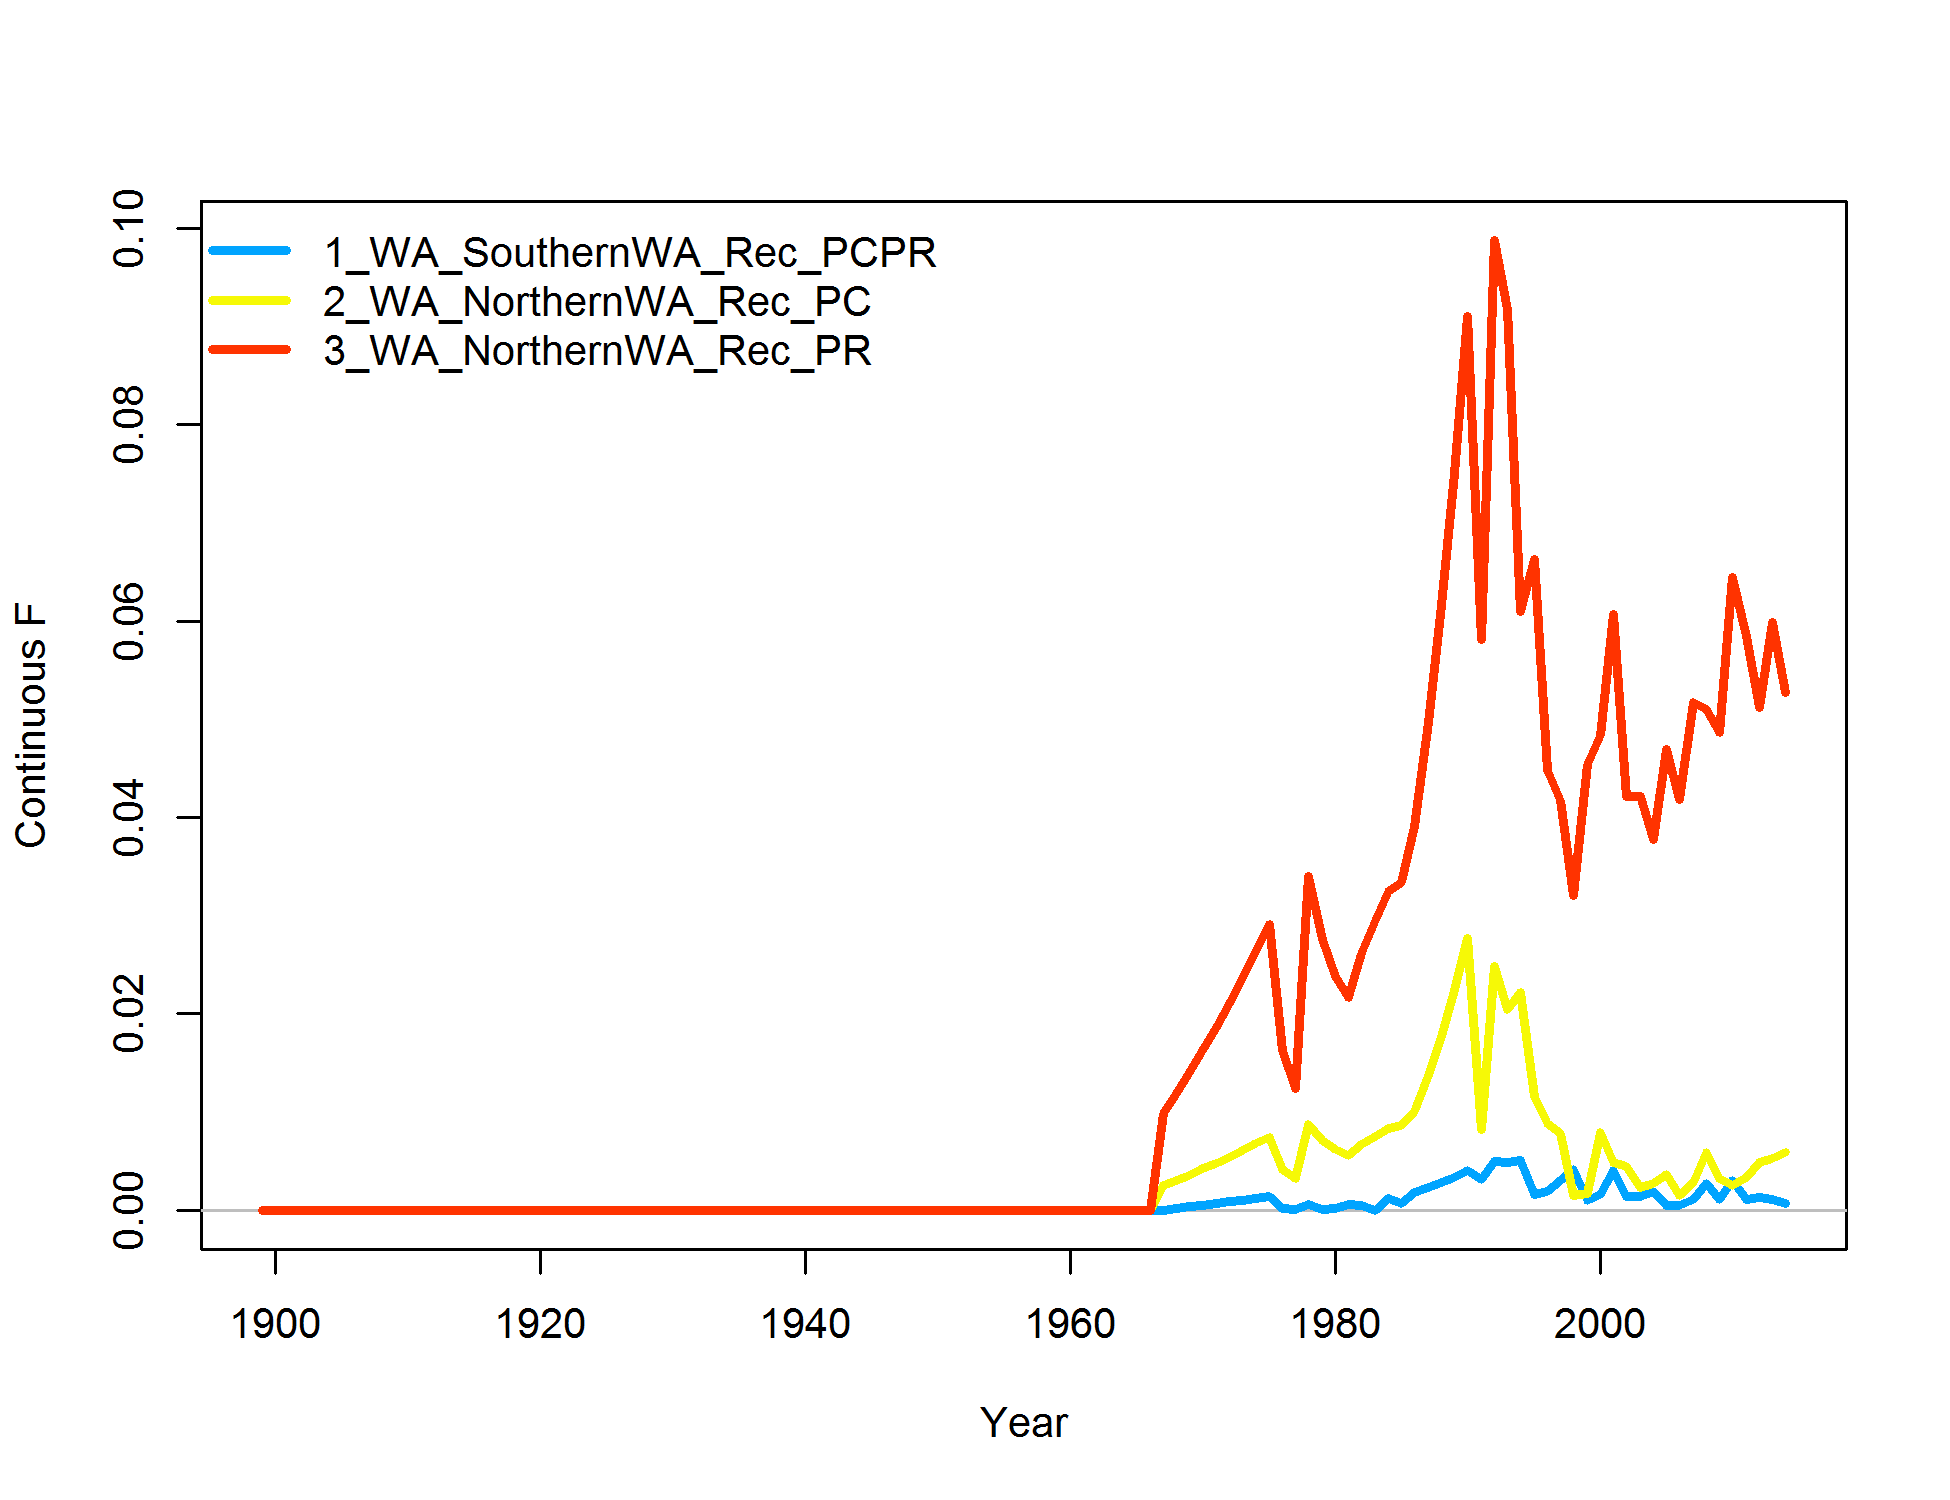 1_WA_SouthernWA_Rec_PCPR
2_WA_NorthernWA_Rec_PC
3_WA_NorthernWA_Rec_PR
0.10
0.08
0.06
0.04
0.02
0.00
Continuous F
1900 1920 1940 1960 1980 2000
Year